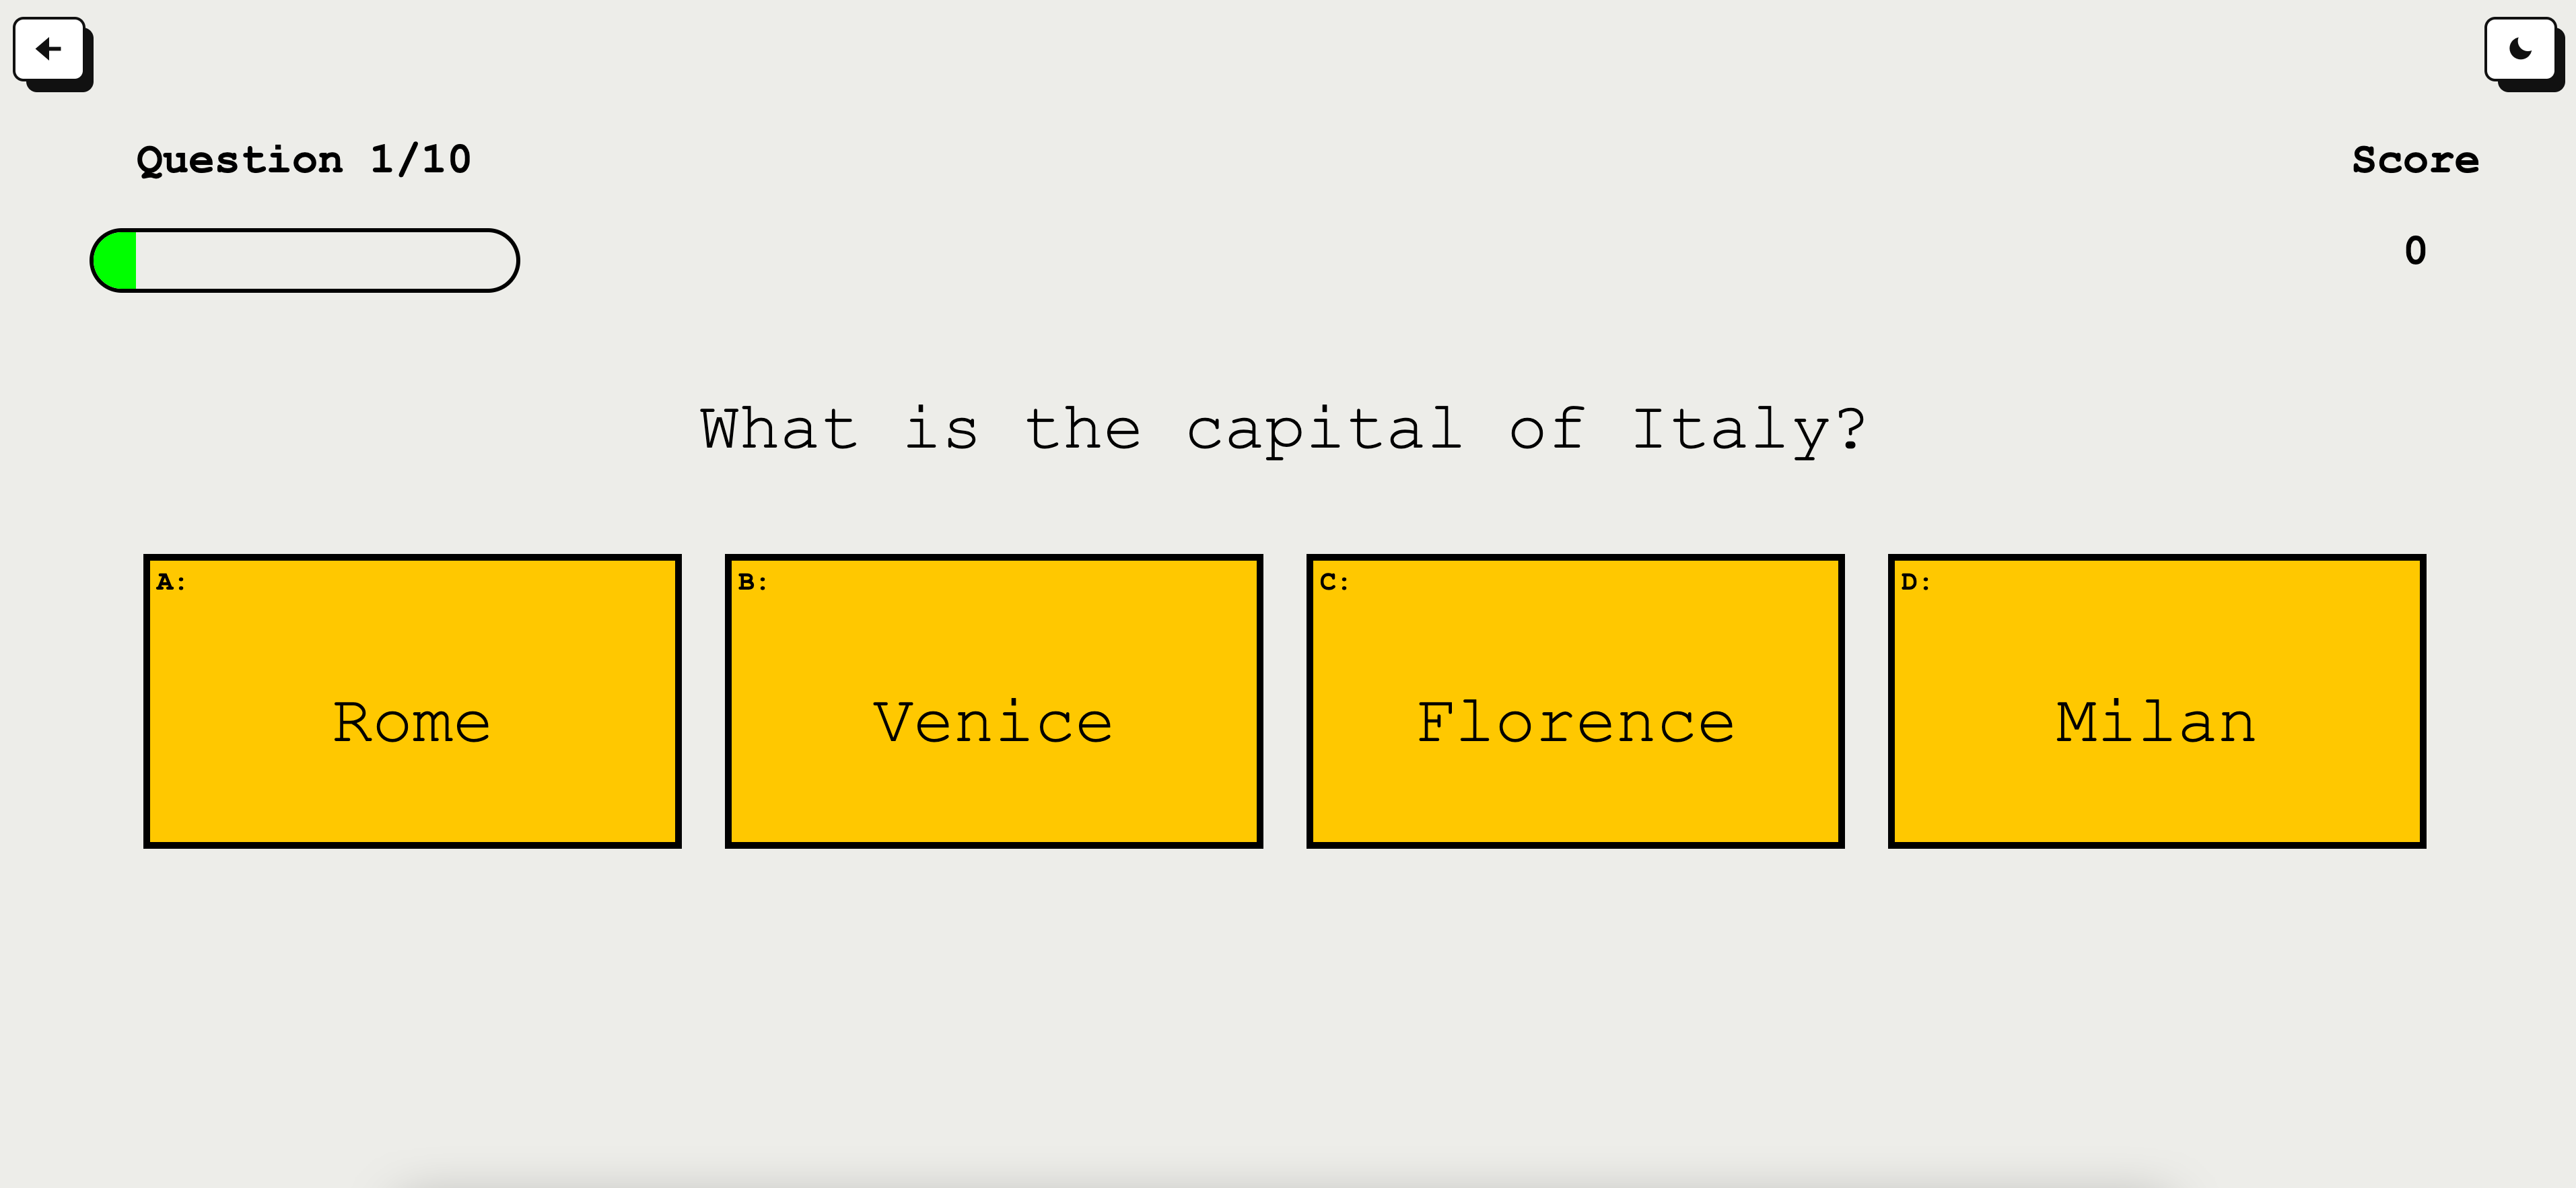 Question 1/10
Score
0
What is the capital of Italy?
A:
Rome
B:
Venice
C:
Florence
D:
Milan